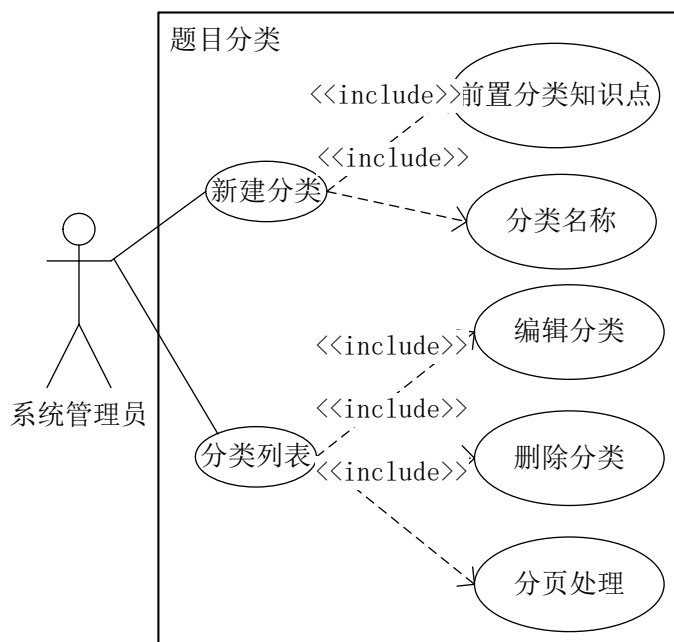 题目分类
<<include>>
前置分类知识点
<<include>>
新建分类
分类名称
<<include>>
编辑分类
系统管理员
<<include>>
分类列表
删除分类
<<include>>
分页处理